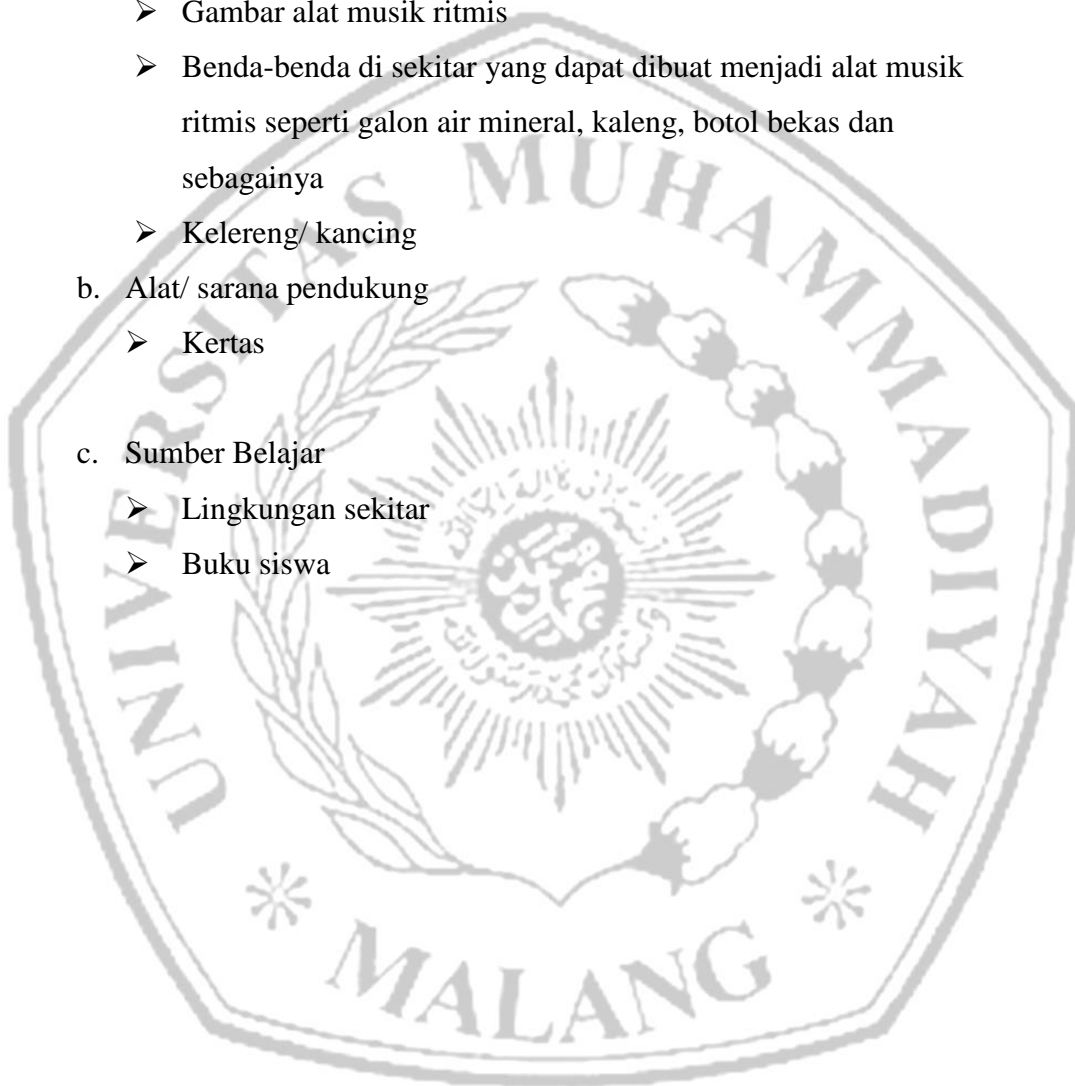 ➢ Gambar alat musik ritmis
➢ Benda-benda di sekitar yang dapat dibuat menjadi alat musik
ritmis seperti galon air mineral, kaleng, botol bekas dan
sebagainya
➢ Kelereng/ kancing
b. Alat/ sarana pendukung
➢ Kertas
c. Sumber Belajar
➢ Lingkungan sekitar
➢ Buku siswa
UNIVERSITAS MUHAMMADIYAH
MALANG